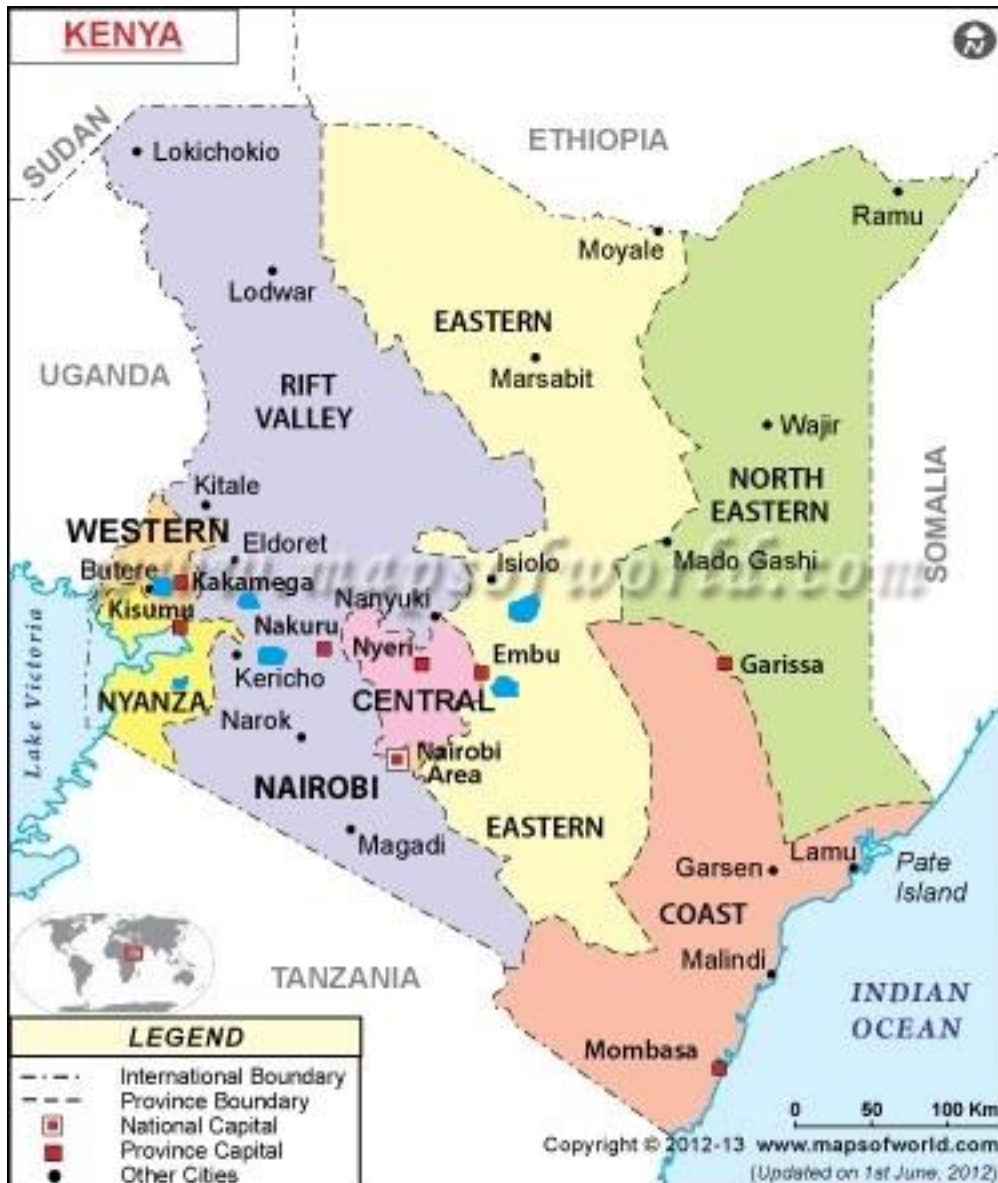 KENYA
N
SUDAN
ETHIOPIA
Lokichokio
Ramu
Moyale
Lodwar
EASTERN
Marsabit
UGANDA
RIFT
VALLEY
Wajir
SOMALIA
Kitale
NORTH
EASTERN
WESTERN
Eldoret
Isiolo
Mado Gashi
www.mapsofworld.com
Butere
Kakamega
Kisumu
Nanyuki
Nakuru
Nyeri
Embu
Garissa
Kericho
Lake Victoria
NYANZA
CENTRAL
Narok
Nairobi
Area
NAIROBI
EASTERN
Magadi
Lamu
Garsen
Pate
Island
COAST
Malindi
TANZANIA
INDIAN
OCEAN
Mombasa
LEGEND
International Boundary
Province Boundary
National Capital
Province Capital
Other Cities
0 50 100 Km
Copyright © 2012-13 www.mapsofworld.com
(Updated on 1st June, 2012)